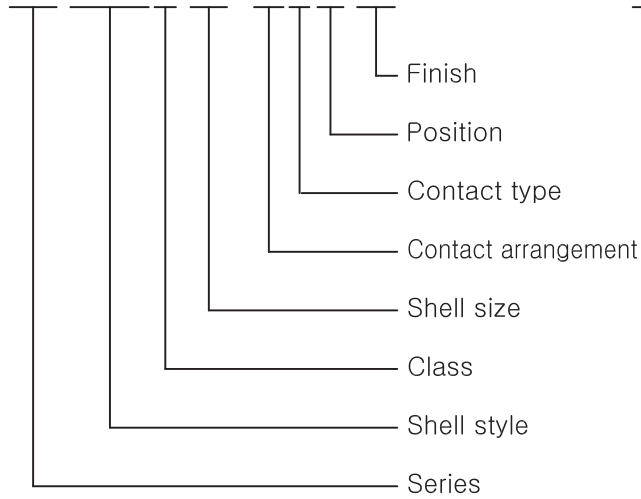 Finish
Position
Contact type
Contact arrangement
Shell size
Class
Shell style
Series